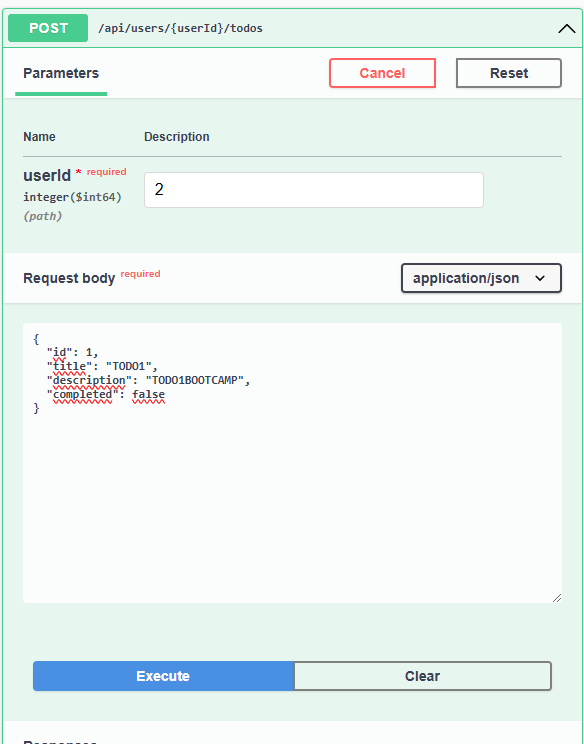 POST /api/users/{userId}/todos
Parameters Cancel Reset
Name Description
userId * required 2
integer($int64)
(path)
Request body required application/json
{
  "id": 1,
  "title": "TODO1",
  "description": "TODO1BOOTCAMP",
  "completed": false
}
Execute Clear
Responses